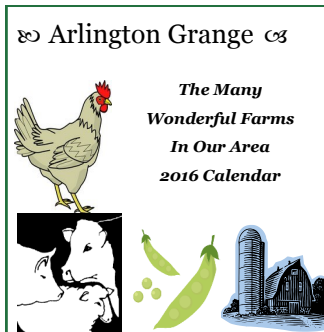 Arlington Grange
The Many
Wonderful Farms
In Our Area
2016 Calendar